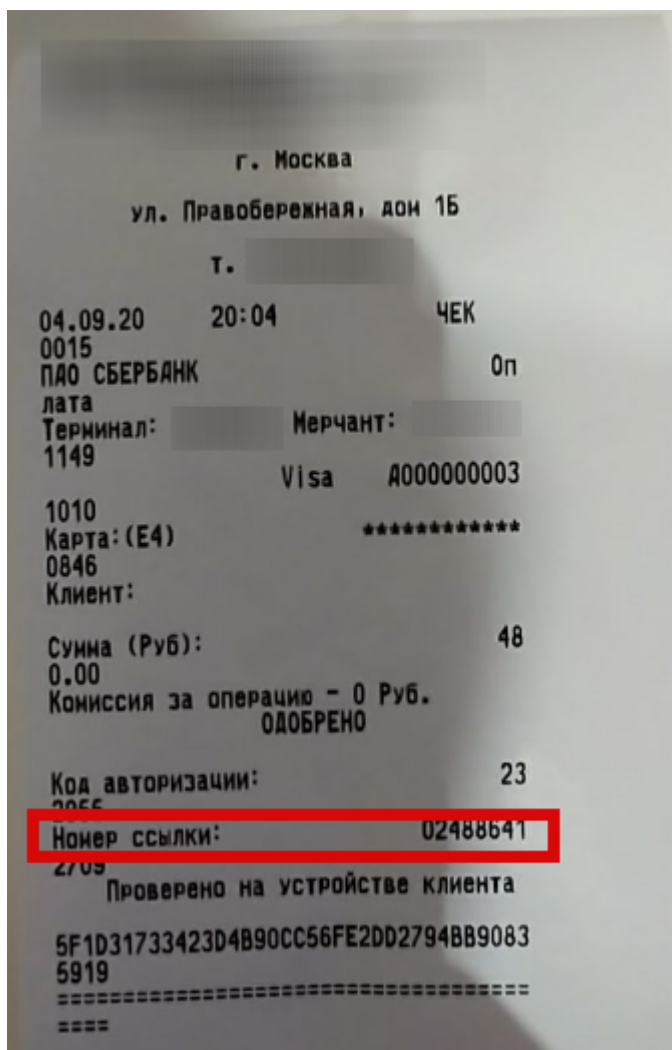 г. Москва
ул. Правобережная, дом 1Б
т.
04.09.20 20:04 ЧЕК
0015
ПАО СБЕРБАНК Оп
лата
Терминал: Мерчант:
1149
Visa A000000003
1010
Карта:(E4) ************
0846
Клиент:
Сумма (Руб): 48
0.00
Комиссия за операцию - 0 Руб.
ОДОБРЕНО
Код авторизации: 23
Номер ссылки: 02488641
2709
Проверено на устройстве клиента
5F1D31733423D4B90CC56FE2DD2794BB9083
5919
====================================
====